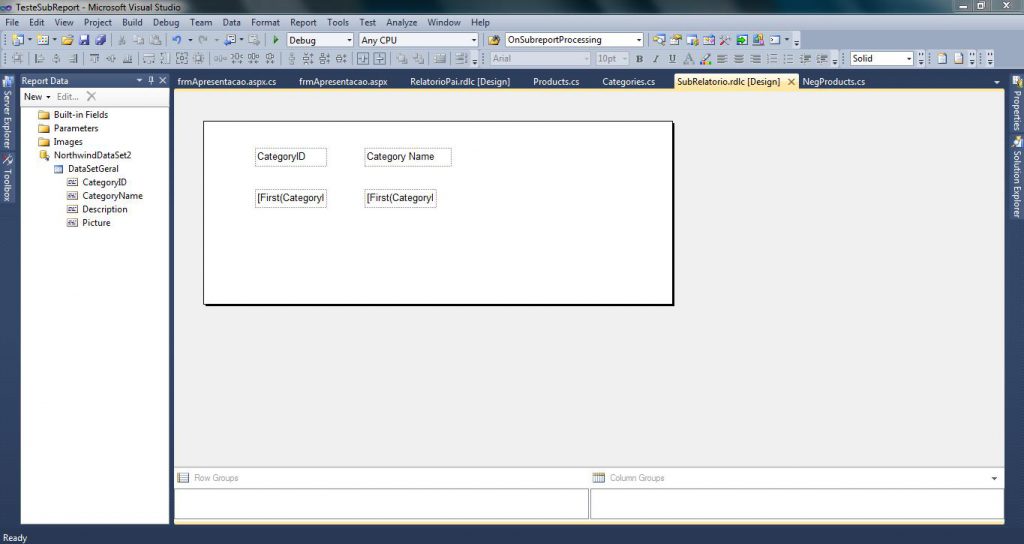 TesteSubReport - Microsoft Visual Studio
File Edit View Project Build Debug Team Data Format Report Tools Test Analyze Window Help
Debug Any CPU OnSubreportProcessing
Arial 10pt B I U A Solid
Report Data
frmApresentacao.aspx.cs frmApresentacao.aspx RelatorioPai.rdlc [Design] Products.cs Categories.cs SubRelatorio.rdlc [Design] NegProducts.cs
New Edit...
Server Explorer
Toolbox
Built-in Fields
Parameters
Images
NorthwindDataSet2
DataSetGeral
CategoryID
CategoryName
Description
Picture
CategoryID Category Name
[First(CategoryI [First(CategoryI
Properties
Solution Explorer
Row Groups Column Groups
Ready